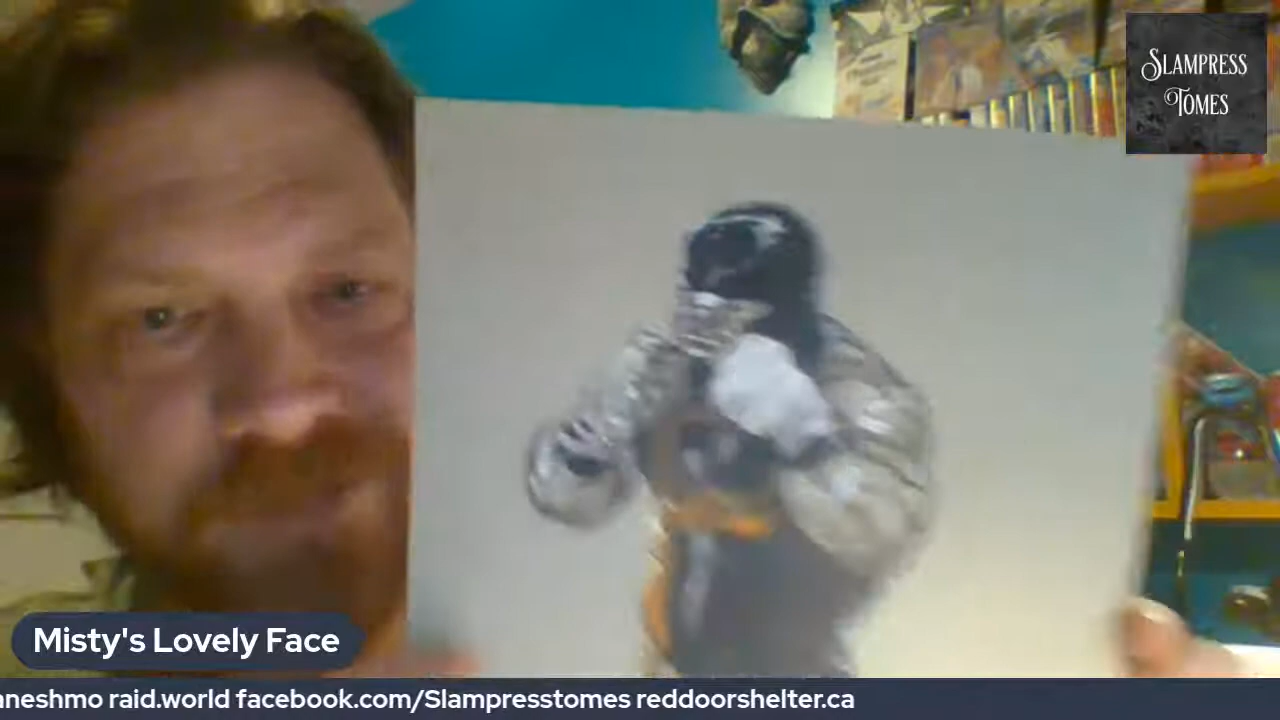 SLAMPRESS
TOMES
Misty's Lovely Face
aneshmo raid.world facebook.com/Slampresstomes reddoorshelter.ca